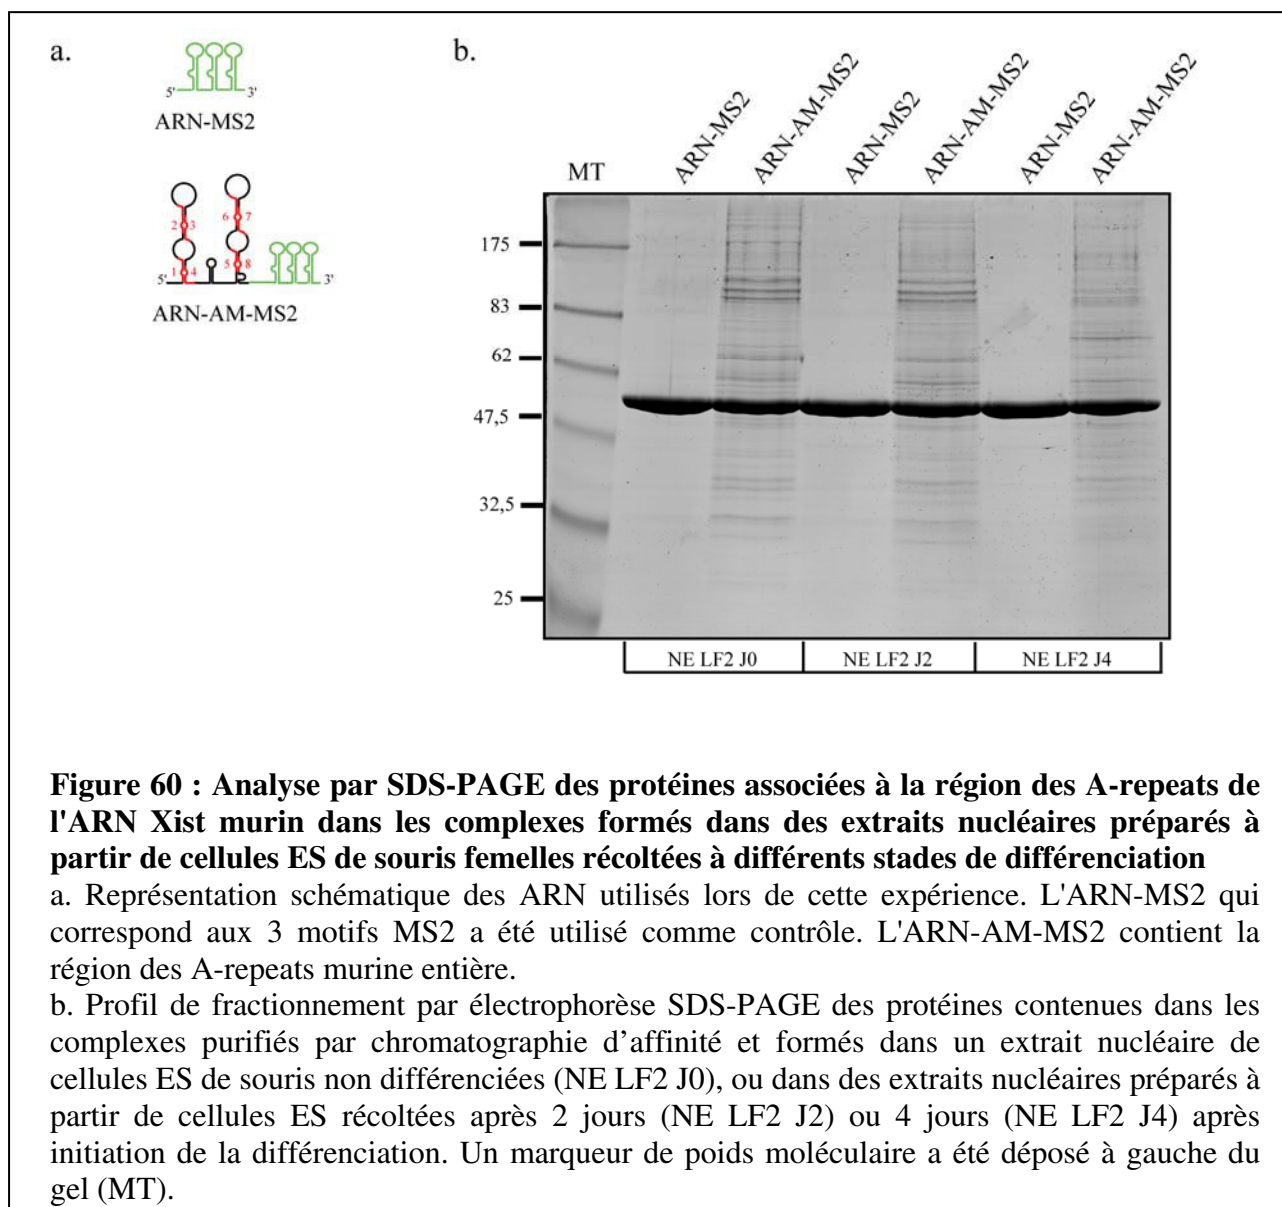 a.
5' 3'
ARN-MS2
2 3 6 7
1 4 5 8
5' 3'
ARN-AM-MS2
b.
MT ARN-MS2 ARN-AM-MS2 ARN-MS2 ARN-AM-MS2 ARN-MS2 ARN-AM-MS2
175
83
62
47,5
32,5
25
NE LF2 J0 NE LF2 J2 NE LF2 J4
Figure 60 : Analyse par SDS-PAGE des protéines associées à la région des A-repeats de
l'ARN Xist murin dans les complexes formés dans des extraits nucléaires préparés à
partir de cellules ES de souris femelles récoltées à différents stades de différenciation
a. Représentation schématique des ARN utilisés lors de cette expérience. L'ARN-MS2 qui
correspond aux 3 motifs MS2 a été utilisé comme contrôle. L'ARN-AM-MS2 contient la
région des A-repeats murine entière.
b. Profil de fractionnement par électrophorèse SDS-PAGE des protéines contenues dans les
complexes purifiés par chromatographie d’affinité et formés dans un extrait nucléaire de
cellules ES de souris non différenciées (NE LF2 J0), ou dans des extraits nucléaires préparés à
partir de cellules ES récoltées après 2 jours (NE LF2 J2) ou 4 jours (NE LF2 J4) après
initiation de la différenciation. Un marqueur de poids moléculaire a été déposé à gauche du
gel (MT).